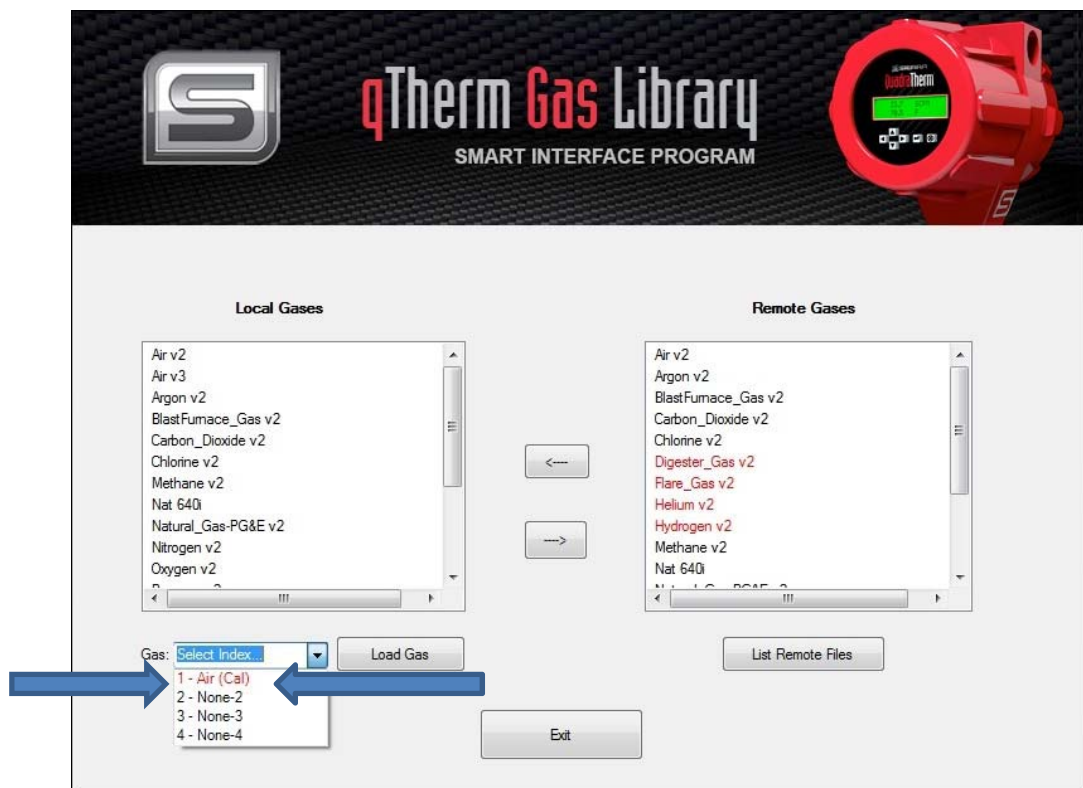 S
qTherm Gas Library
SMART INTERFACE PROGRAM
SIERRA
QuadraTherm
S
Local Gases
Air v2
Air v3
Argon v2
BlastFurnace_Gas v2
Carbon_Dioxide v2
Chlorine v2
Methane v2
Nat 640i
Natural_Gas-PG&E v2
Nitrogen v2
Oxygen v2
<----
---->
Remote Gases
Air v2
Argon v2
BlastFurnace_Gas v2
Carbon_Dioxide v2
Chlorine v2
Digester_Gas v2
Flare_Gas v2
Helium v2
Hydrogen v2
Methane v2
Nat 640i
Gas: Select Index... Load Gas
List Remote Files
1 - Air (Cal)
2 - None-2
3 - None-3
4 - None-4
Exit